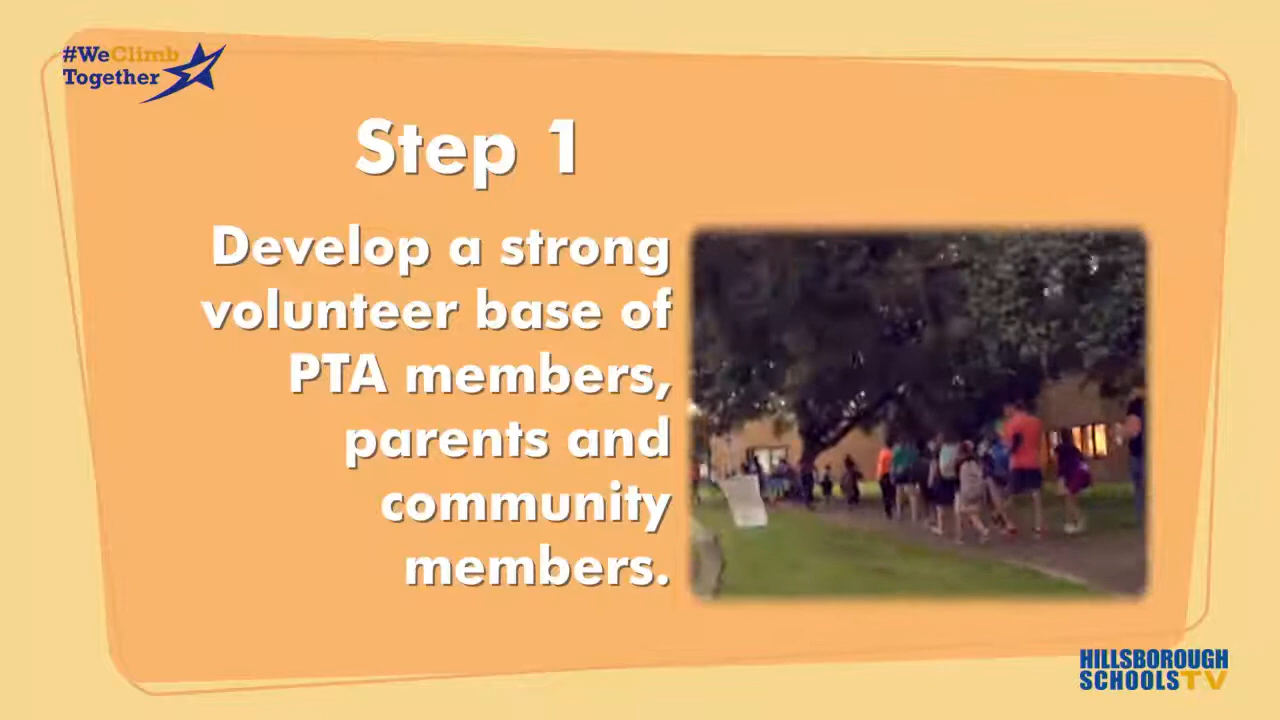 #WeClimb
Together
Step 1
Develop a strong
volunteer base of
PTA members,
parents and
community
members.
HILLSBOROUGH
SCHOOLSTV